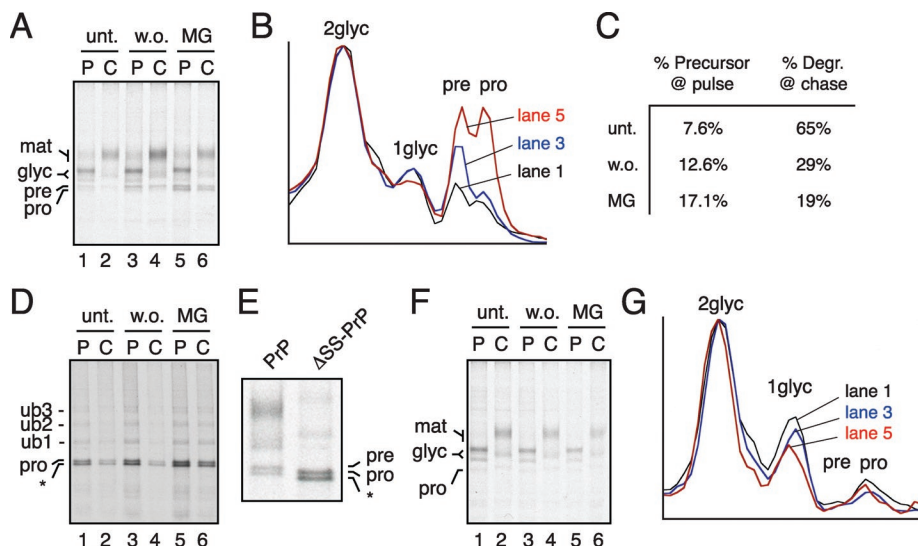 A
unt. w.o. MG
P C P C P C
mat
glyc
pre
pro
1 2 3 4 5 6
B
2glyc
pre pro
lane 5
1glyc
lane 3
lane 1
C
% Precursor % Degr.
@ pulse @ chase
unt. 7.6% 65%
w.o. 12.6% 29%
MG 17.1% 19%
D
unt. w.o. MG
P C P C P C
ub3
ub2
ub1
pro
*
1 2 3 4 5 6
E
PrP ΔSS-PrP
pre
pro
*
F
unt. w.o. MG
P C P C P C
mat
glyc
pro
1 2 3 4 5 6
G
2glyc
1glyc
lane 1
lane 3
lane 5
pre pro